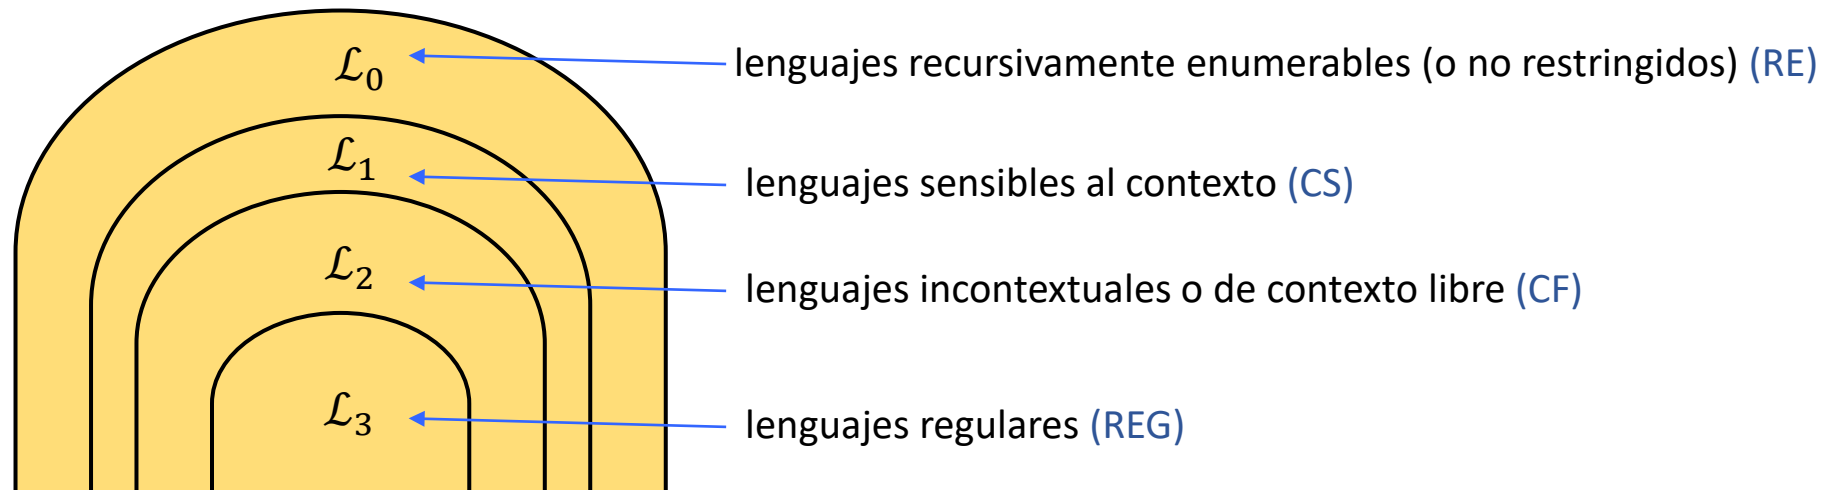 ℒ₀ lenguajes recursivamente enumerables (o no restringidos) (RE)
ℒ₁ lenguajes sensibles al contexto (CS)
ℒ₂ lenguajes incontextuales o de contexto libre (CF)
ℒ₃ lenguajes regulares (REG)